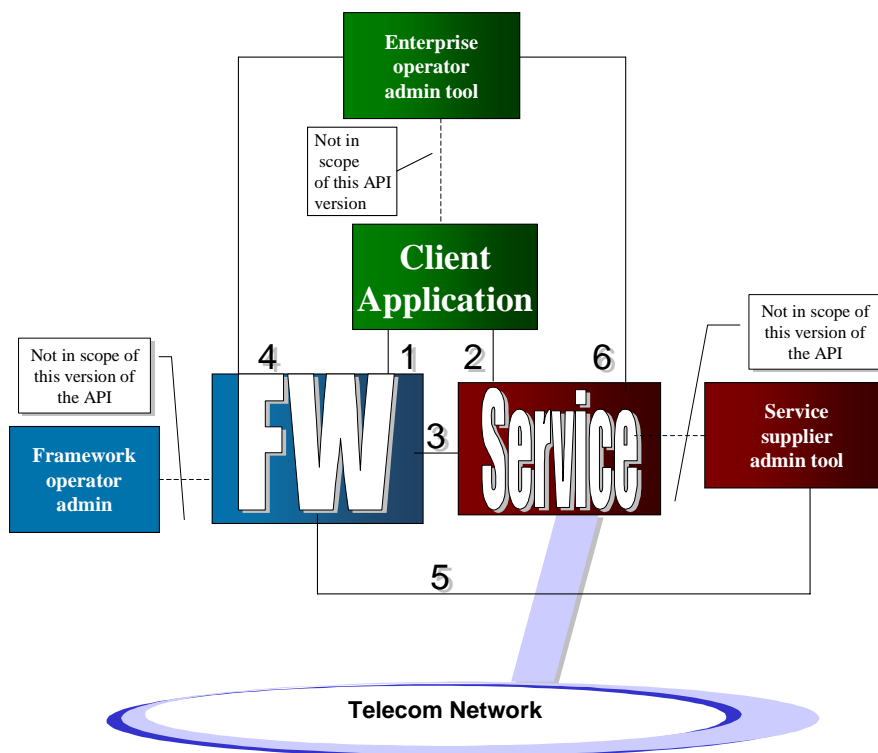 Enterprise
operator
admin tool
Not in
scope
of this API
version
Client
Application
4
1
2
6
Not in scope of
this version of
the API
Not in scope of
this version of
the API
FW
3
Service
Framework
operator
admin
Service
supplier
admin tool
5
Telecom Network